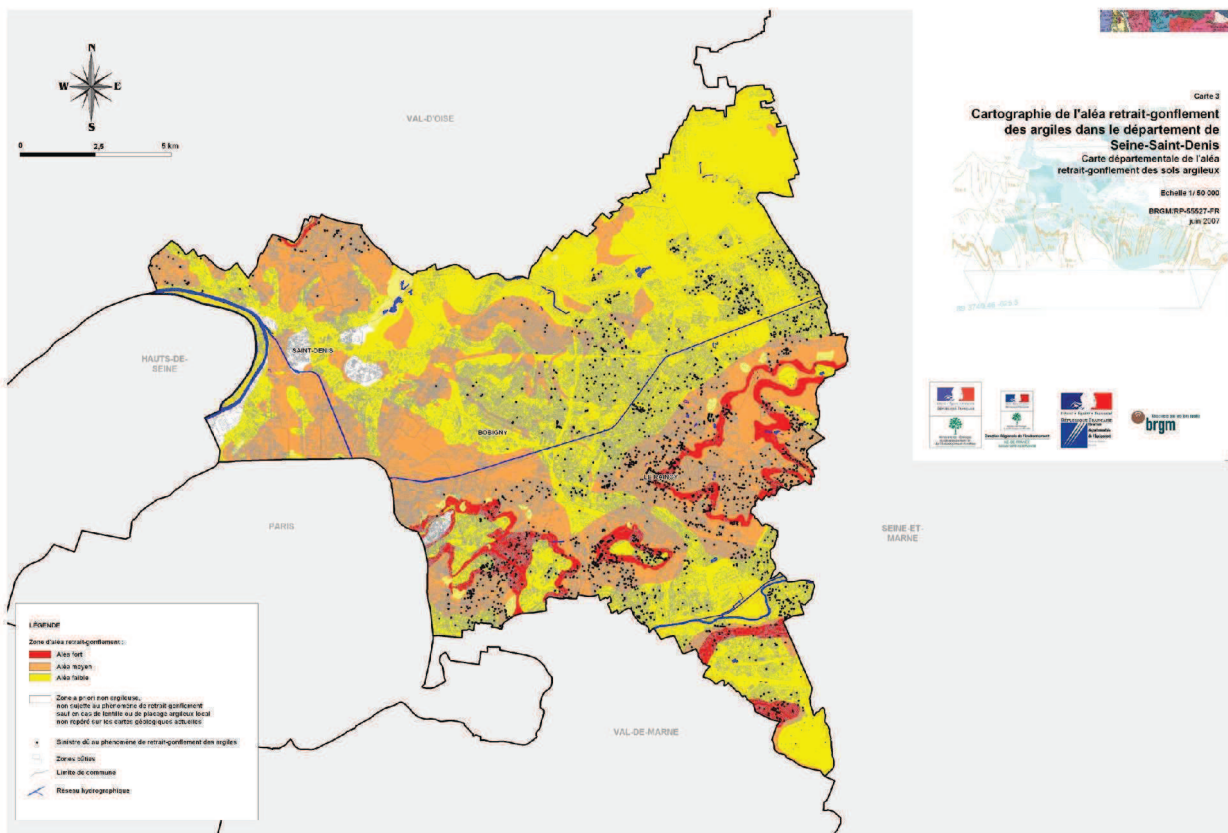 N
W E
S
0 2,5 5 km
VAL-D'OISE
HAUTS-DE-
SEINE
SAINT-DENIS
BOBIGNY
LE RAINCY
PARIS
SEINE-ET-
MARNE
VAL-DE-MARNE
Carte 3
Cartographie de l'aléa retrait-gonflement
des argiles dans le département de
Seine-Saint-Denis
Carte départementale de l'aléa
retrait-gonflement des sols argileux
Echelle 1/ 50 000
BRGM/RP-55527-FR
juin 2007
RÉPUBLIQUE FRANÇAISE
brgm
LÉGENDE
Zone d'aléa retrait-gonflement :
Aléa fort
Aléa moyen
Aléa faible
Zone a priori non argileuse,
non sujette au phénomène de retrait-gonflement
sauf en cas de lentille ou de placage argileux local
non repéré sur les cartes géologiques actuelles
Sinistre dû au phénomène de retrait-gonflement des argiles
Zones bâties
Limite de commune
Réseau hydrographique